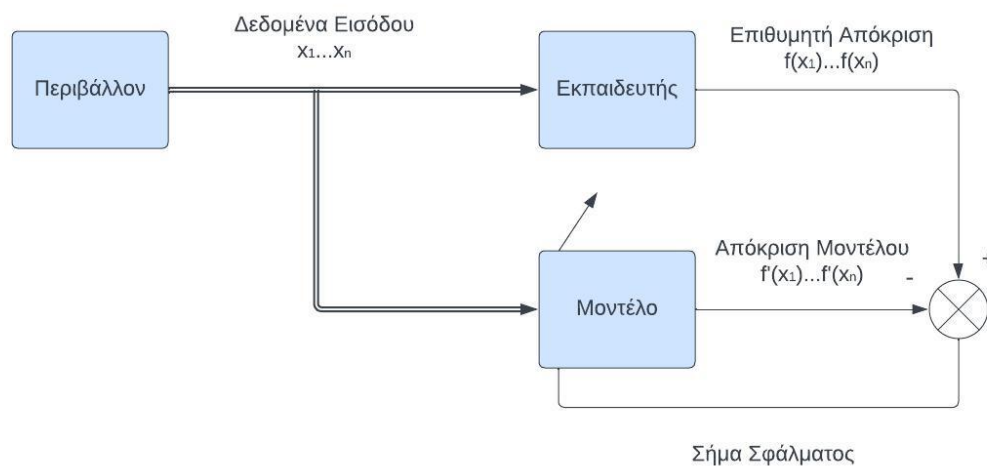 Δεδομένα Εισόδου
x₁...xₙ
Επιθυμητή Απόκριση
f(x₁)...f(xₙ)
Περιβάλλον
Εκπαιδευτής
+
Απόκριση Μοντέλου
f'(x₁)...f'(xₙ)
-
Μοντέλο
Σήμα Σφάλματος